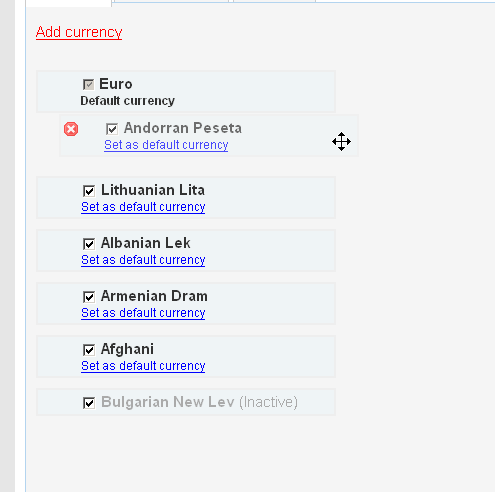 Add currency
Euro
Default currency
Andorran Peseta
Set as default currency
Lithuanian Lita
Set as default currency
Albanian Lek
Set as default currency
Armenian Dram
Set as default currency
Afghani
Set as default currency
Bulgarian New Lev (Inactive)